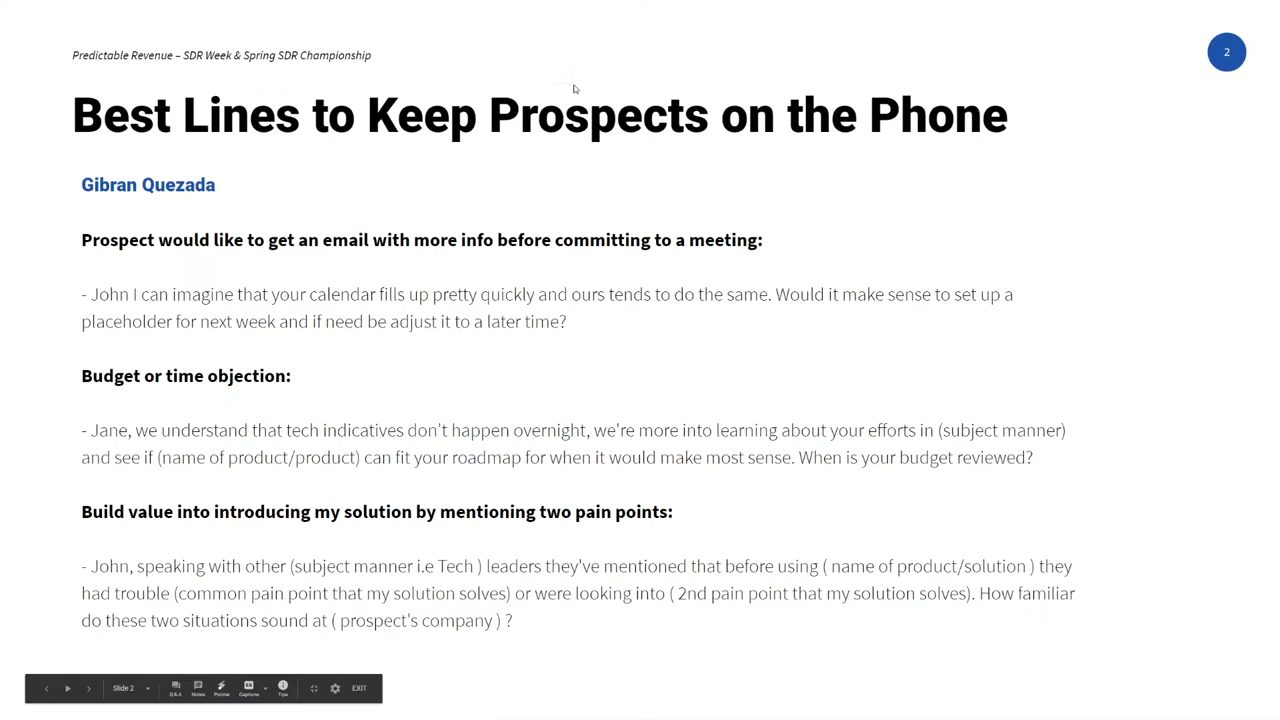 Predictable Revenue – SDR Week & Spring SDR Championship
2
Best Lines to Keep Prospects on the Phone
Gibran Quezada
Prospect would like to get an email with more info before committing to a meeting:
- John I can imagine that your calendar fills up pretty quickly and ours tends to do the same. Would it make sense to set up a
placeholder for next week and if need be adjust it to a later time?
Budget or time objection:
- Jane, we understand that tech indicatives don't happen overnight, we're more into learning about your efforts in (subject manner)
and see if (name of product/product) can fit your roadmap for when it would make most sense. When is your budget reviewed?
Build value into introducing my solution by mentioning two pain points:
- John, speaking with other (subject manner i.e Tech ) leaders they've mentioned that before using ( name of product/solution ) they
had trouble (common pain point that my solution solves) or were looking into ( 2nd pain point that my solution solves). How familiar
do these two situations sound at ( prospect's company ) ?
Slide 2 Q & A Notes Pointer Captions Tips EXIT